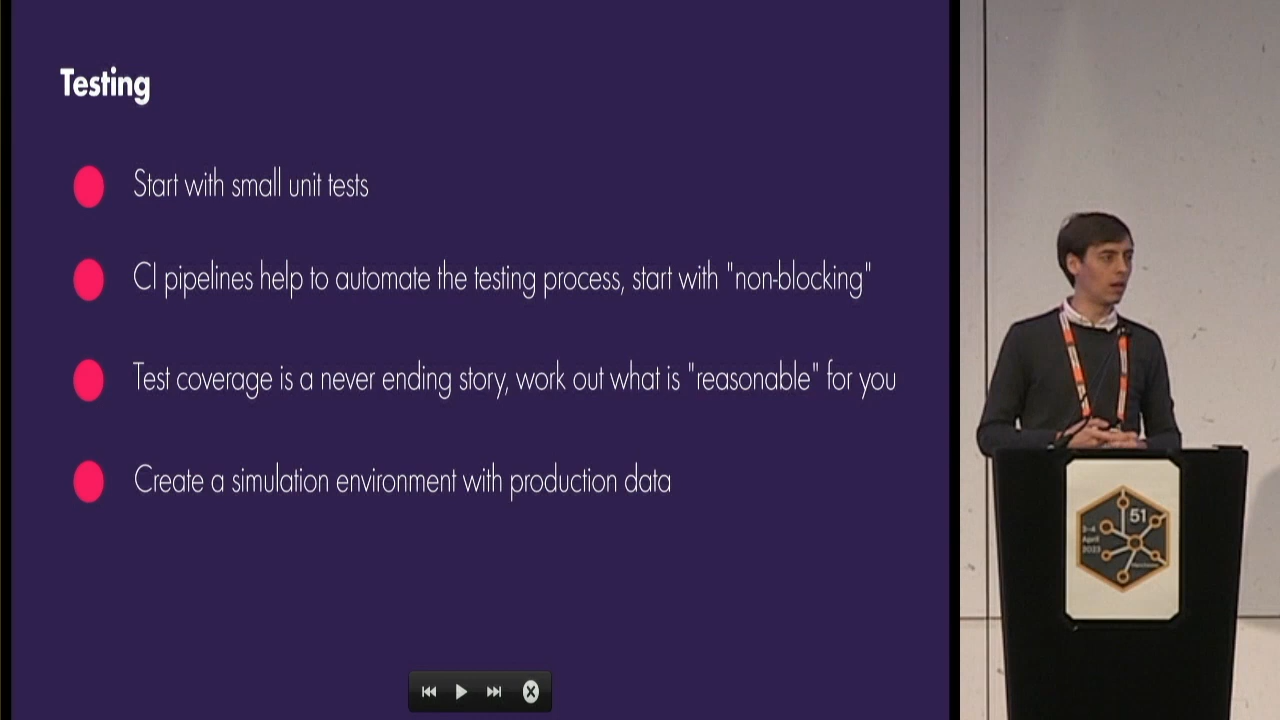 Testing
Start with small unit tests
CI pipelines help to automate the testing process, start with "non-blocking"
Test coverage is a never ending story, work out what is "reasonable" for you
Create a simulation environment with production data
51
April
2023